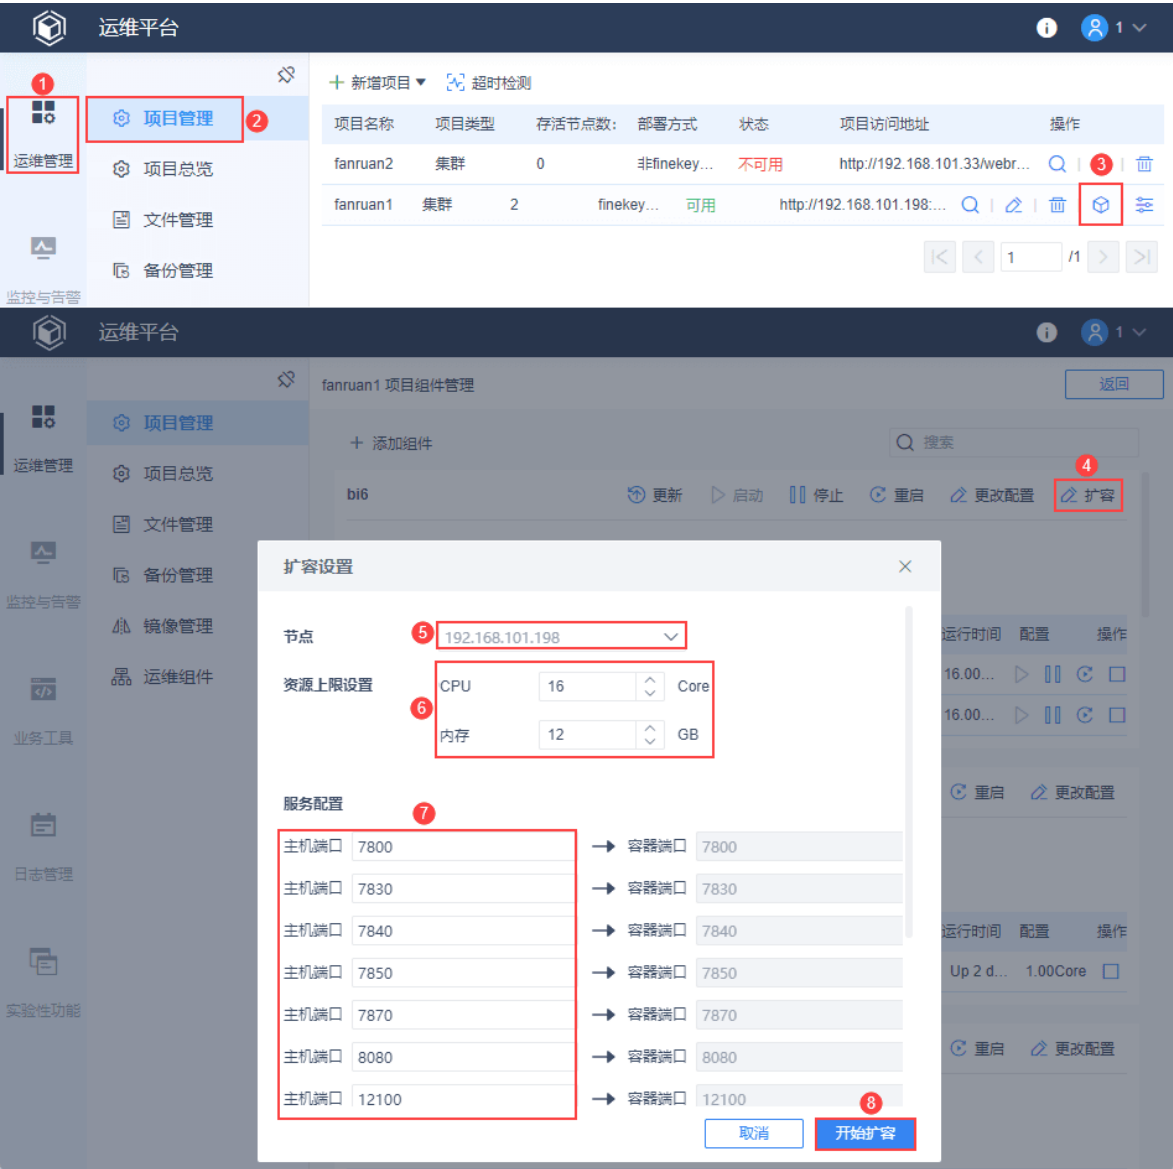 运维平台
i
1
1
运维管理
监控与告警
项目管理
2
项目总览
文件管理
备份管理
新增项目
超时检测
项目名称 项目类型 存活节点数: 部署方式 状态 项目访问地址 操作
fanruan2 集群 0 非finekey... 不可用 http://192.168.101.33/webr... 3
fanruan1 集群 2 finekey... 可用 http://192.168.101.198:...
1 /1
运维平台
i
1
运维管理
监控与告警
业务工具
日志管理
实验性功能
项目管理
项目总览
文件管理
备份管理
镜像管理
运维组件
fanruan1 项目组件管理
返回
添加组件
搜索
4
bi6 更新 启动 停止 重启 更改配置 扩容
运行时间 配置 操作
16.00...
16.00...
重启 更改配置
运行时间 配置 操作
Up 2 d... 1.00Core
重启 更改配置
扩容设置
节点 5 192.168.101.198
资源上限设置 CPU 16 Core
6
内存 12 GB
服务配置
7
主机端口 7800 容器端口 7800
主机端口 7830 容器端口 7830
主机端口 7840 容器端口 7840
主机端口 7850 容器端口 7850
主机端口 7870 容器端口 7870
主机端口 8080 容器端口 8080
主机端口 12100 容器端口 12100
8
取消 开始扩容